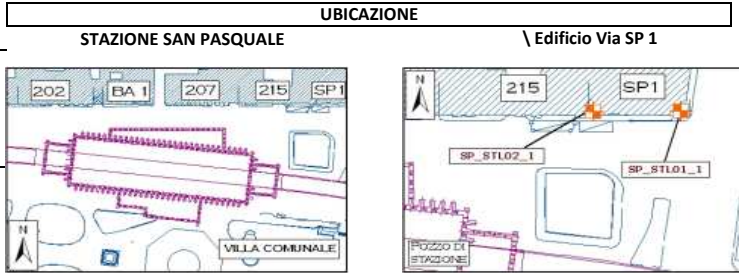 UBICAZIONE
STAZIONE SAN PASQUALE
\ Edificio Via SP 1
202
BA 1
207
215
SP1
N
VILLA COMUNALE
N
215
SP1
SP_STL02_1
SP_STL01_1
POZZO DI
STAZIONE